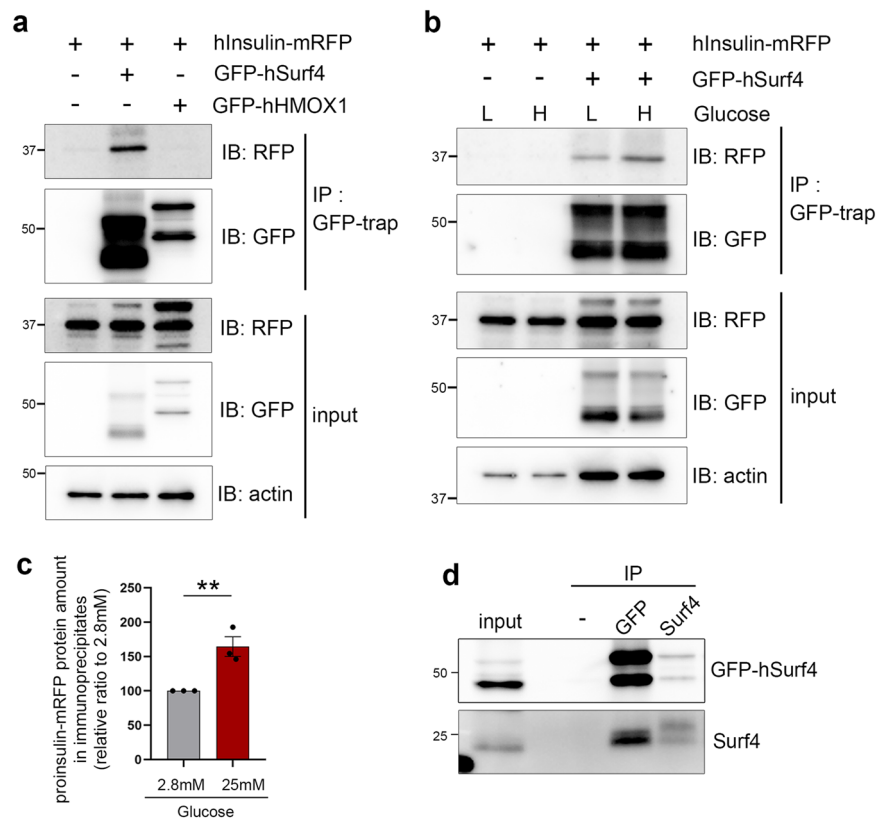 a
+ + + hInsulin-mRFP
- + - GFP-hSurf4
- - + GFP-hHMOX1
37 IB: RFP
50 IB: GFP
IP :
GFP-trap
37 IB: RFP
50 IB: GFP
input
50 IB: actin
b
+ + + + hInsulin-mRFP
- - + + GFP-hSurf4
L H L H Glucose
37 IB: RFP
50 IB: GFP
IP :
GFP-trap
37 IB: RFP
50 IB: GFP
input
37 IB: actin
c
proinsulin-mRFP protein amount
in immunoprecipitates
(relative ratio to 2.8mM)
250
200
150
100
50
0
**
2.8mM 25mM
Glucose
d
IP
input - GFP Surf4
50 GFP-hSurf4
25 Surf4